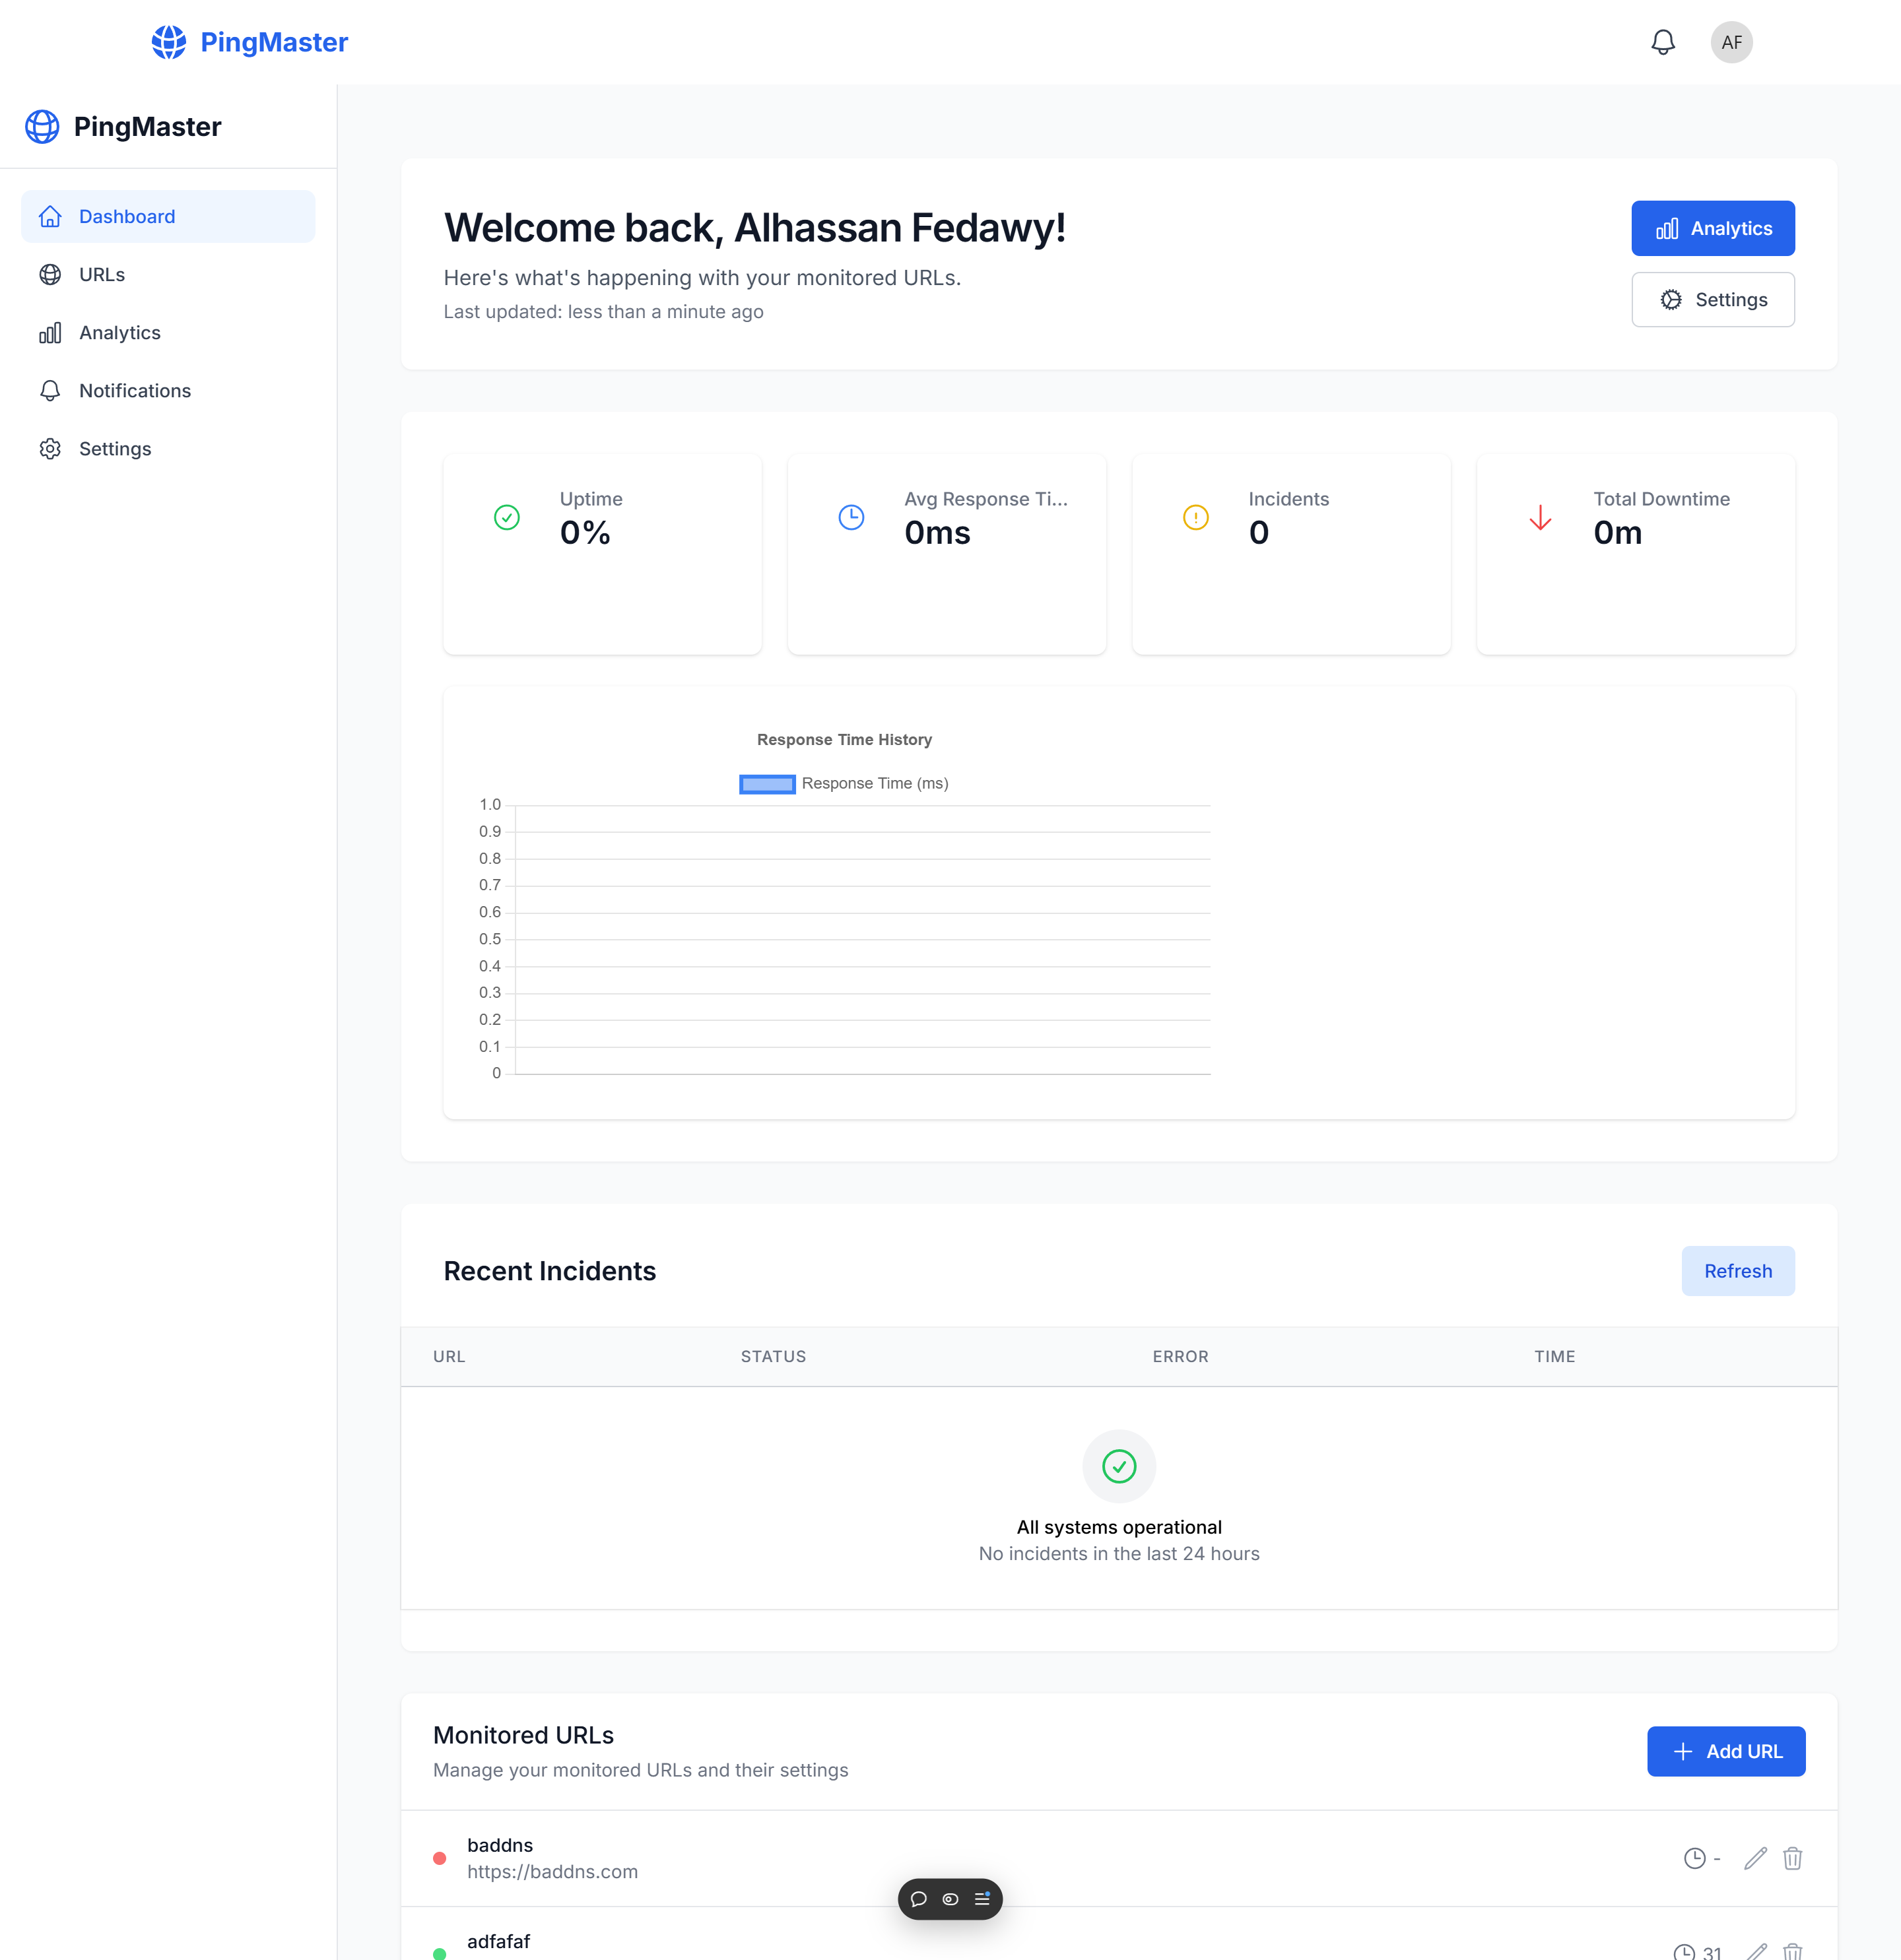 PingMaster
AF
PingMaster
Dashboard
URLs
Analytics
Notifications
Settings
Welcome back, Alhassan Fedawy!
Here's what's happening with your monitored URLs.
Last updated: less than a minute ago
Analytics
Settings
Uptime
0%
Avg Response Ti...
0ms
Incidents
0
Total Downtime
0m
Response Time History
Response Time (ms)
1.0
0.9
0.8
0.7
0.6
0.5
0.4
0.3
0.2
0.1
0
Recent Incidents
Refresh
URL STATUS ERROR TIME
All systems operational
No incidents in the last 24 hours
Monitored URLs
Manage your monitored URLs and their settings
Add URL
baddns
https://baddns.com
-
adfafaf
31